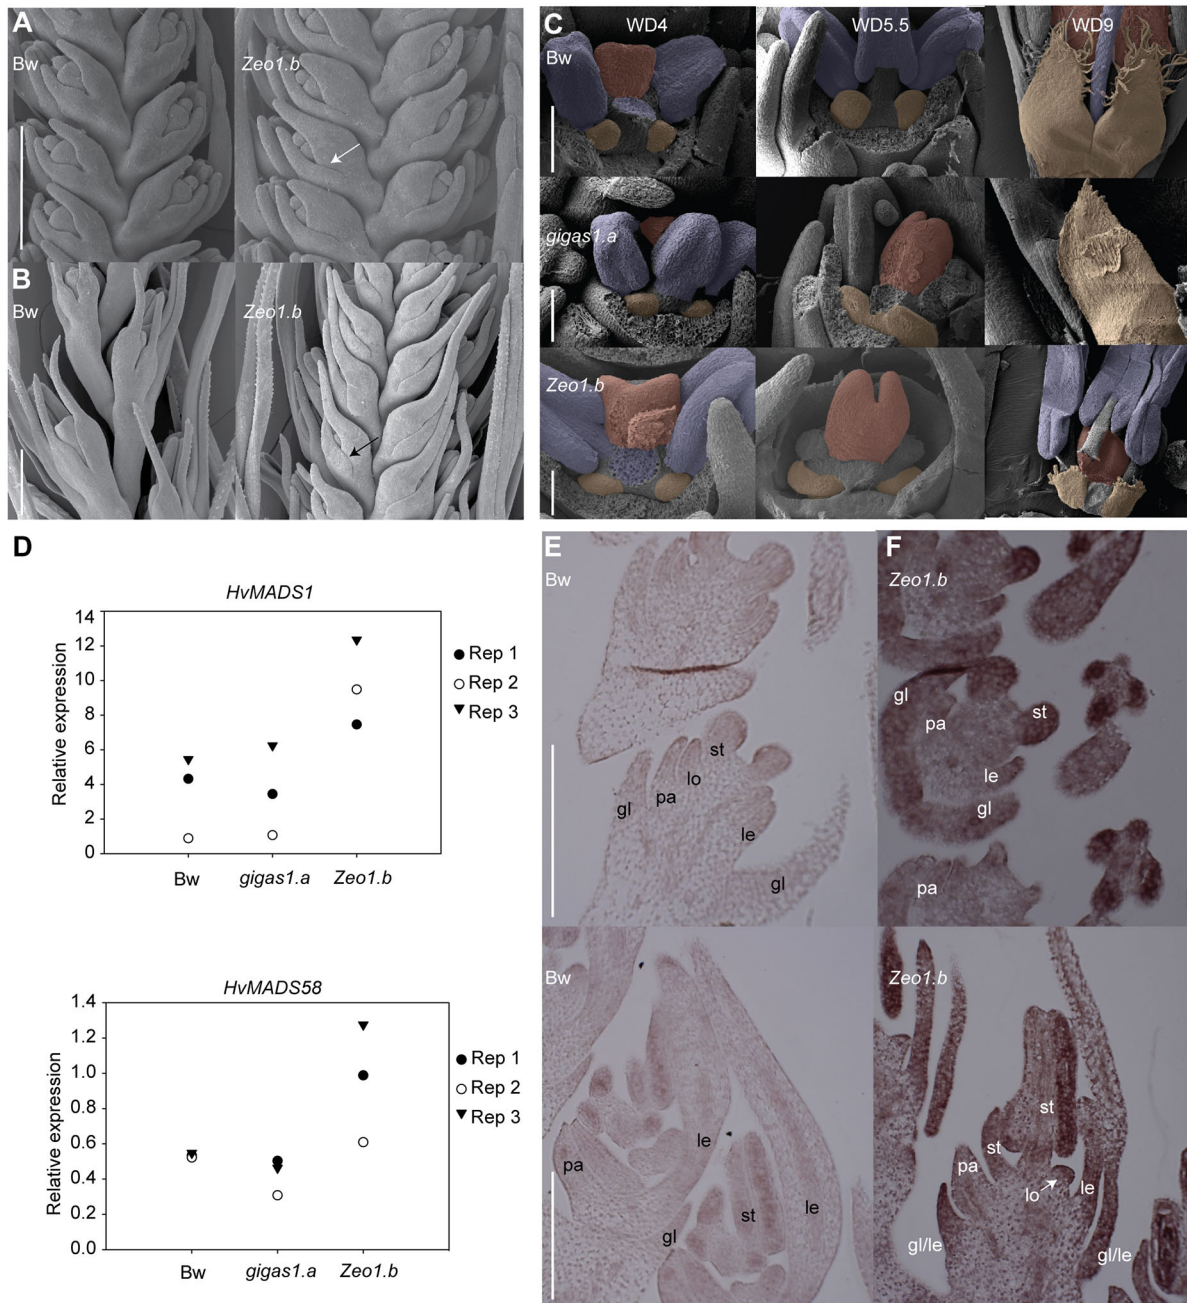 A
Bw
Zeo1.b
B
Bw
Zeo1.b
C
WD4
WD5.5
WD9
Bw
gigas1.a
Zeo1.b
D
HvMADS1
Relative expression
14
12
10
8
6
4
2
0
Bw
gigas1.a
Zeo1.b
Rep 1
Rep 2
Rep 3
HvMADS58
Relative expression
1.4
1.2
1.0
0.8
0.6
0.4
0.2
0.0
Bw
gigas1.a
Zeo1.b
Rep 1
Rep 2
Rep 3
E
Bw
st
lo
pa
gl
le
gl
F
Zeo1.b
gl
pa
st
le
gl
pa
Bw
pa
le
gl
st
le
Zeo1.b
st
st
pa
lo
le
gl/le
gl/le